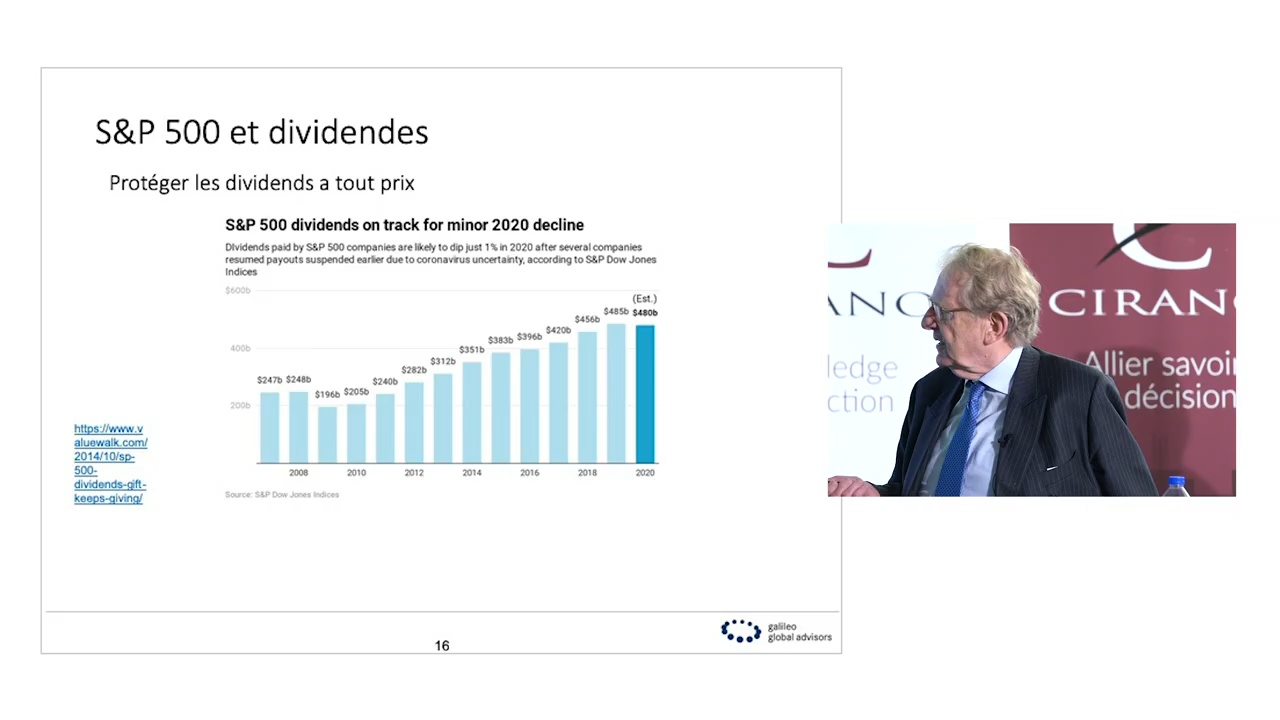 S&P 500 et dividendes
Protéger les dividends a tout prix
S&P 500 dividends on track for minor 2020 decline
Dividends paid by S&P 500 companies are likely to dip just 1% in 2020 after several companies
resumed payouts suspended earlier due to coronavirus uncertainty, according to S&P Dow Jones
Indices
$600b
400b
200b
$247b
$248b
$196b
$205b
$240b
$282b
$312b
$351b
$383b
$396b
$420b
$456b
$485b
(Est.)
$480b
2008
2010
2012
2014
2016
2018
2020
Source: S&P Dow Jones Indices
https://www.v
aluewalk.com/
2014/10/sp-
500-
dividends-gift-
keeps-giving/
16
galileo
global advisors
ANO
ledge
ction
CIRAN
Allier savoir
décision